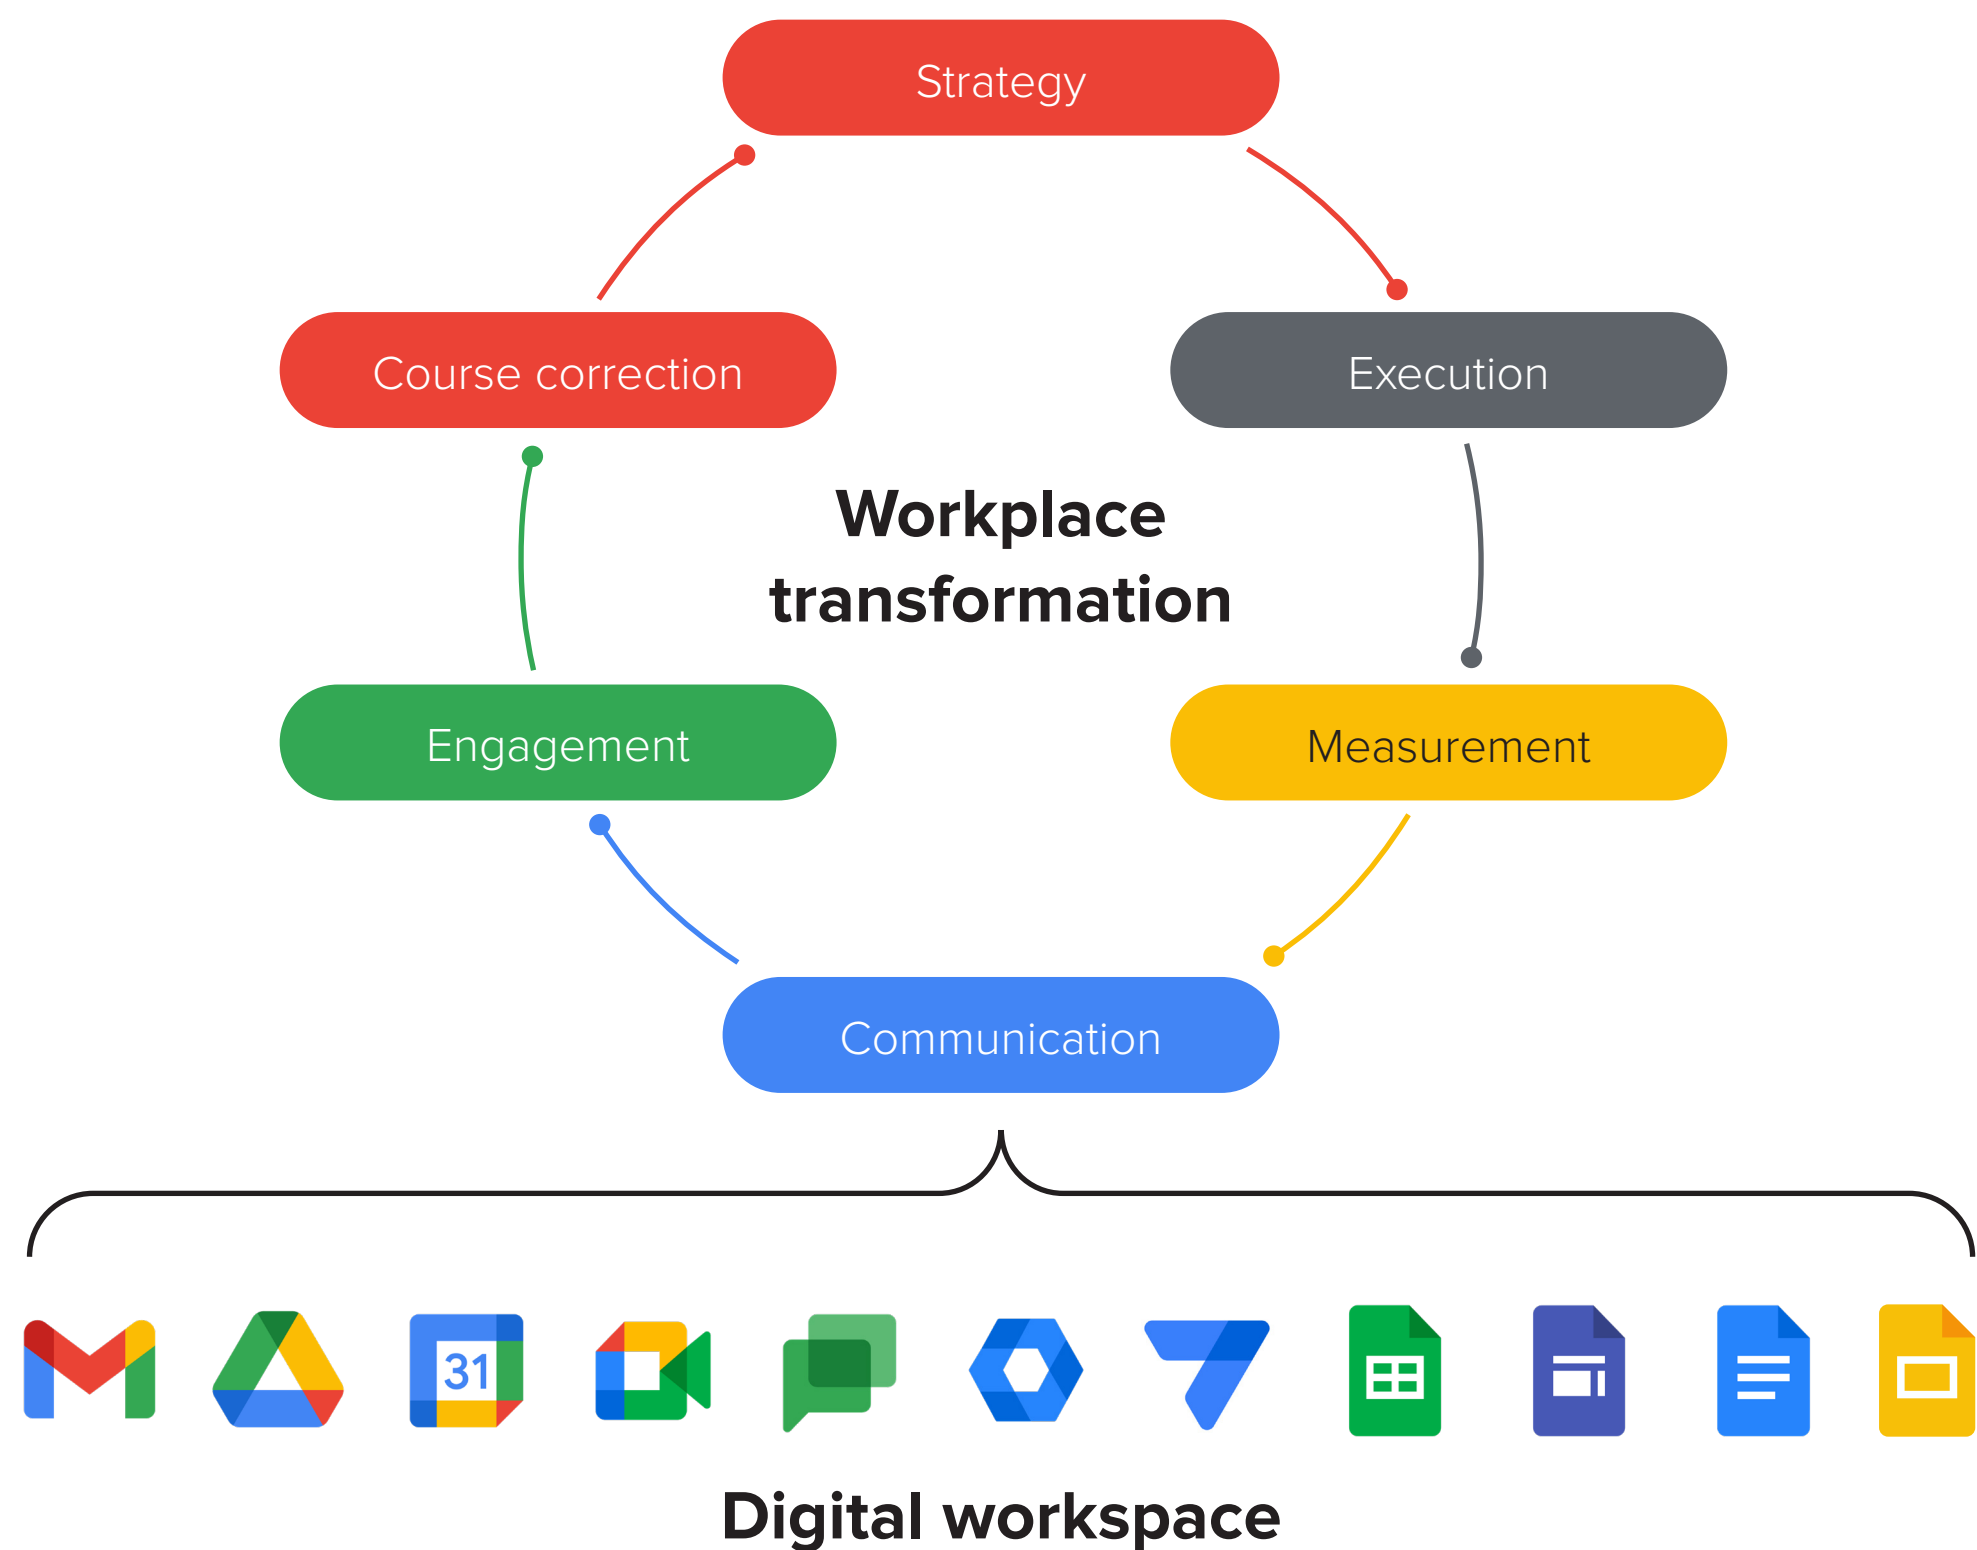 Strategy
Course correction
Execution
Workplace
transformation
Engagement
Measurement
Communication
31
Digital workspace